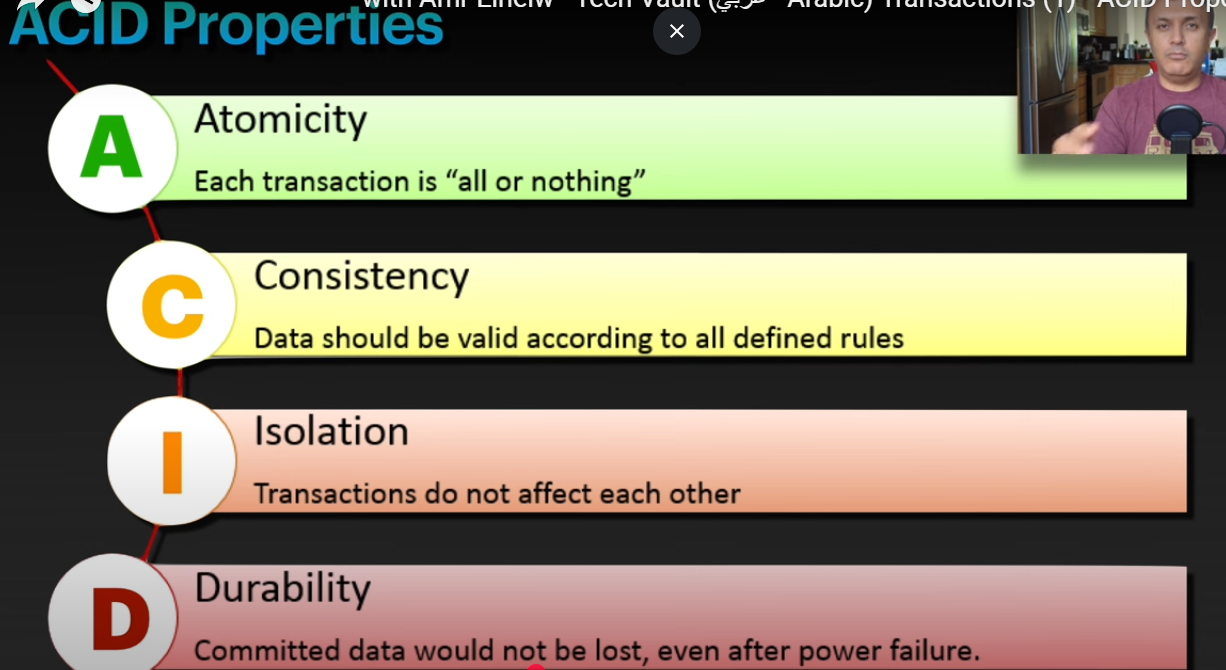 with Amr Elhelw - Tech Vault (عربي - Arabic) Transactions (1) - ACID Prope
ACID Properties
A
Atomicity
Each transaction is “all or nothing”
C
Consistency
Data should be valid according to all defined rules
I
Isolation
Transactions do not affect each other
D
Durability
Committed data would not be lost, even after power failure.